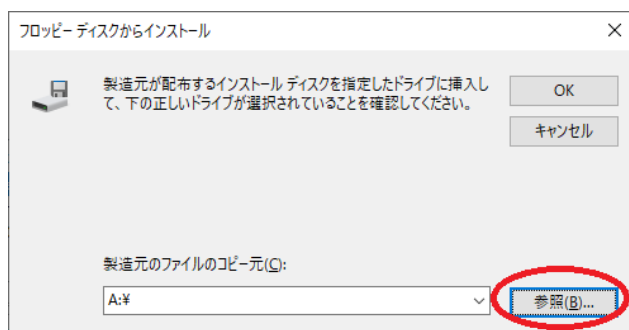 フロッピー ディスクからインストール
製造元が配布するインストール ディスクを指定したドライブに挿入し
て、下の正しいドライブが選択されていることを確認してください。
OK
キャンセル
製造元のファイルのコピー元(C):
A:¥
参照(B)...